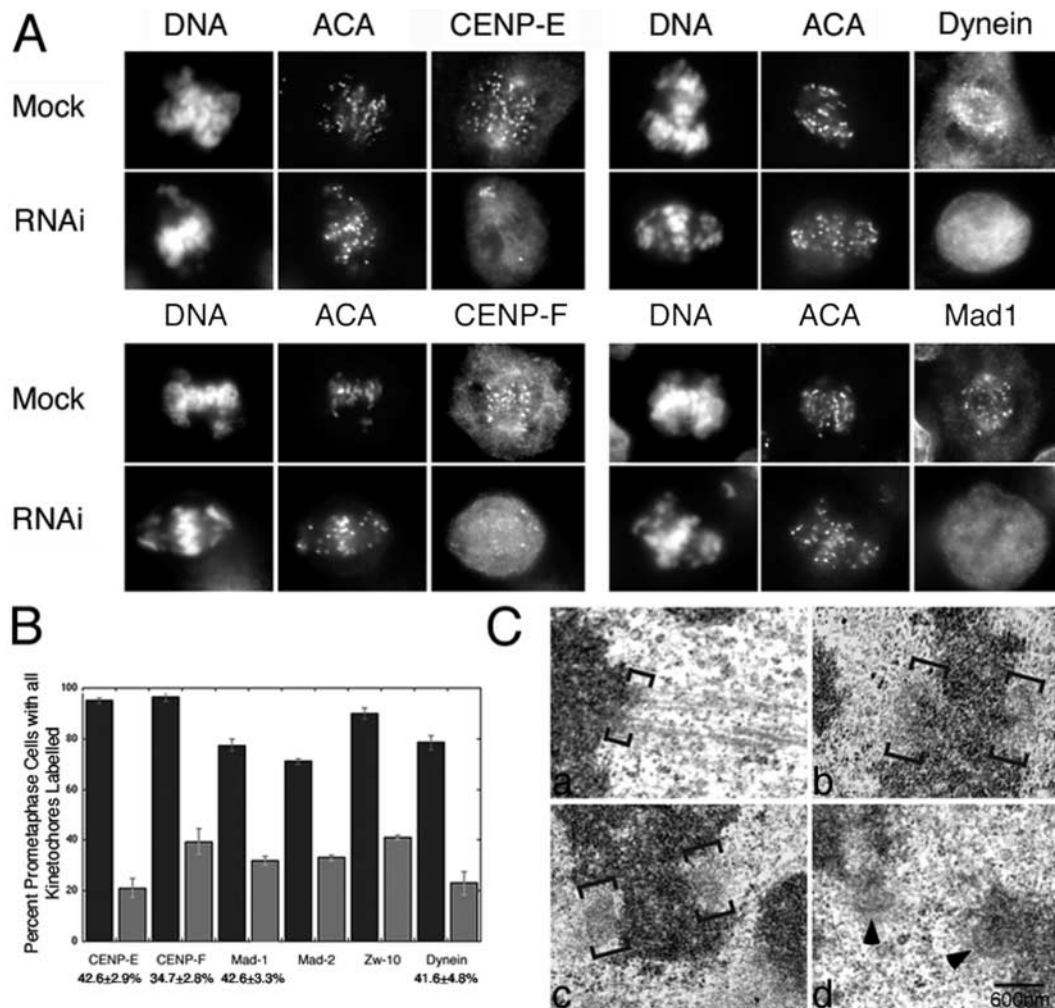 A
DNA ACA CENP-E DNA ACA Dynein
Mock
RNAi
DNA ACA CENP-F DNA ACA Mad1
Mock
RNAi
B
Percent Prometaphase Cells with all
Kinetochores Labelled
100
80
60
40
20
0
CENP-E CENP-F Mad-1 Mad-2 Zw-10 Dynein
42.6±2.9% 34.7±2.8% 42.6±3.3% 41.6±4.8%
C
a b
c d
600nm